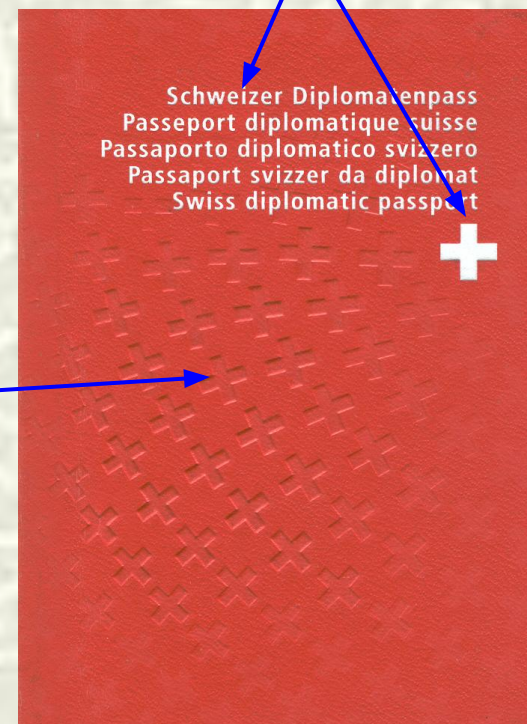 Schweizer Diplomatenpass
Passeport diplomatique suisse
Passaporto diplomatico svizzero
Passaport svizzer da diplomat
Swiss diplomatic passport